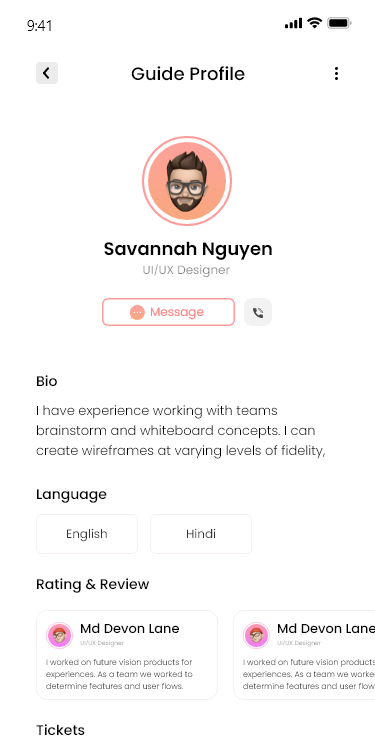 9:41
Guide Profile
Savannah Nguyen
UI/UX Designer
Message
Bio
I have experience working with teams
brainstorm and whiteboard concepts. I can
create wireframes at varying levels of fidelity,
Language
English
Hindi
Rating & Review
Md Devon Lane
UI/UX Designer
I worked on future vision products for
experiences. As a team we worked to
determine features and user flows.
Md Devon Lane
UI/UX Designer
I worked on future vision products
experiences. As a team we worke
determine features and user flow
Tickets